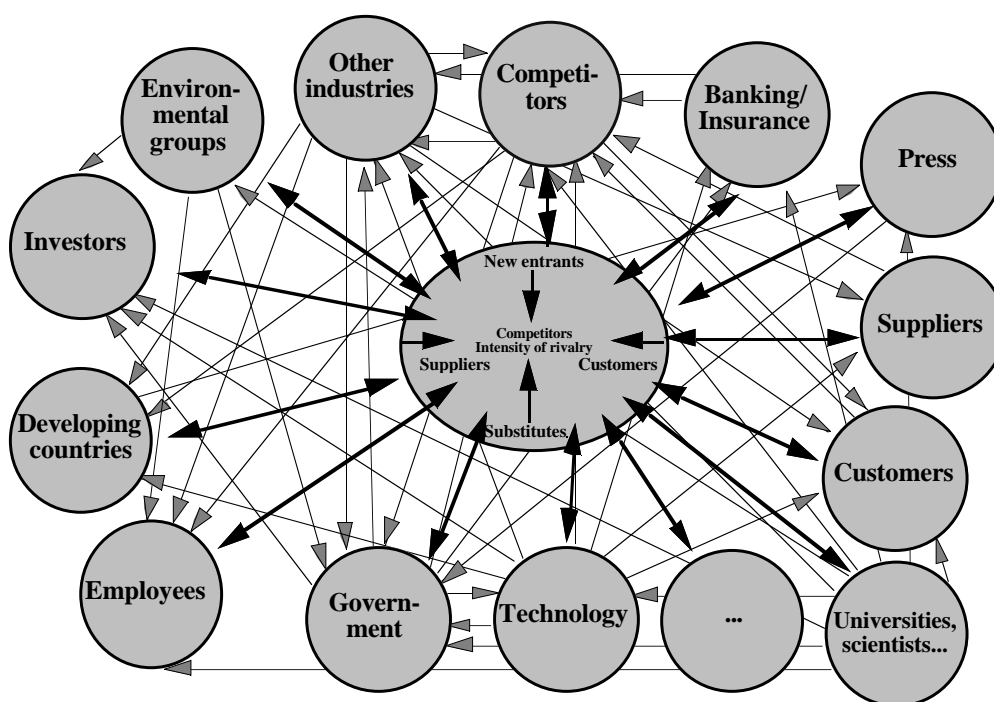 Environ-
mental
groups
Other
industries
Competi-
tors
Banking/
Insurance
Press
Investors
New entrants
Competitors
Intensity of rivalry
Suppliers
Customers
Substitutes
Suppliers
Developing
countries
Customers
Employees
Govern-
ment
Technology
...
Universities,
scientists...